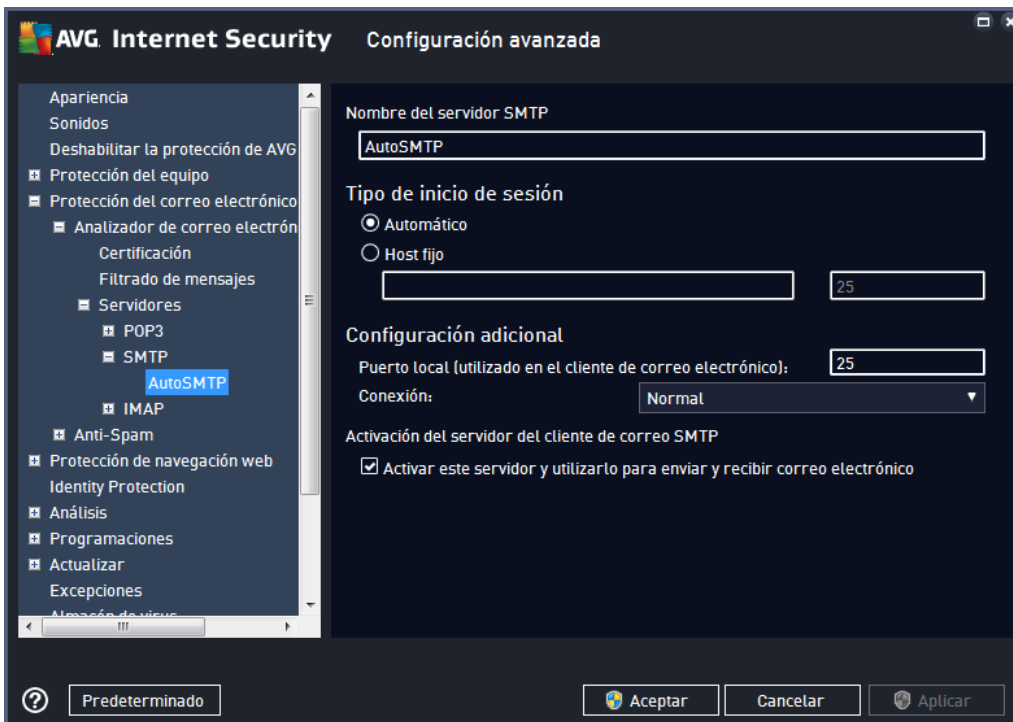 AVG Internet Security Configuración avanzada
Apariencia
Sonidos
Deshabilitar la protección de AVG
Protección del equipo
Protección del correo electrónico
Analizador de correo electrón
Certificación
Filtrado de mensajes
Servidores
POP3
SMTP
AutoSMTP
IMAP
Anti-Spam
Protección de navegación web
Identity Protection
Análisis
Programaciones
Actualizar
Excepciones
Almacén de virus
Nombre del servidor SMTP
AutoSMTP
Tipo de inicio de sesión
Automático
Host fijo
25
Configuración adicional
Puerto local (utilizado en el cliente de correo electrónico): 25
Conexión: Normal
Activación del servidor del cliente de correo SMTP
Activar este servidor y utilizarlo para enviar y recibir correo electrónico
? Predeterminado Aceptar Cancelar Aplicar